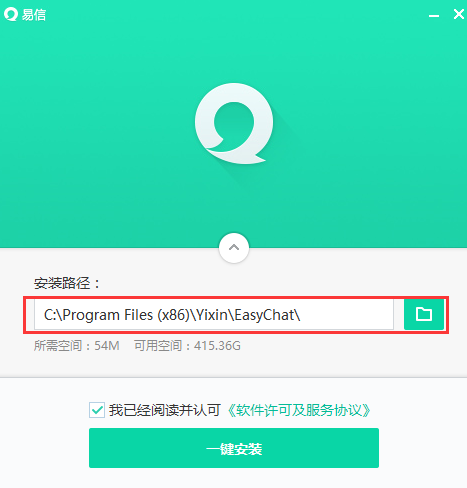 易信
安装路径：
C:\Program Files (x86)\Yixin\EasyChat\
所需空间：54M 可用空间：415.36G
我已经阅读并认可《软件许可及服务协议》
一键安装